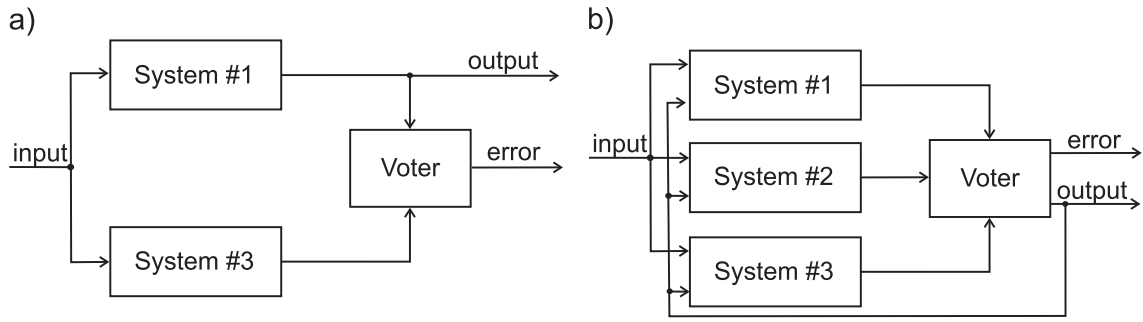 a)
System #1
output
input
Voter
error
System #3
b)
System #1
input
System #2
Voter
error
output
System #3